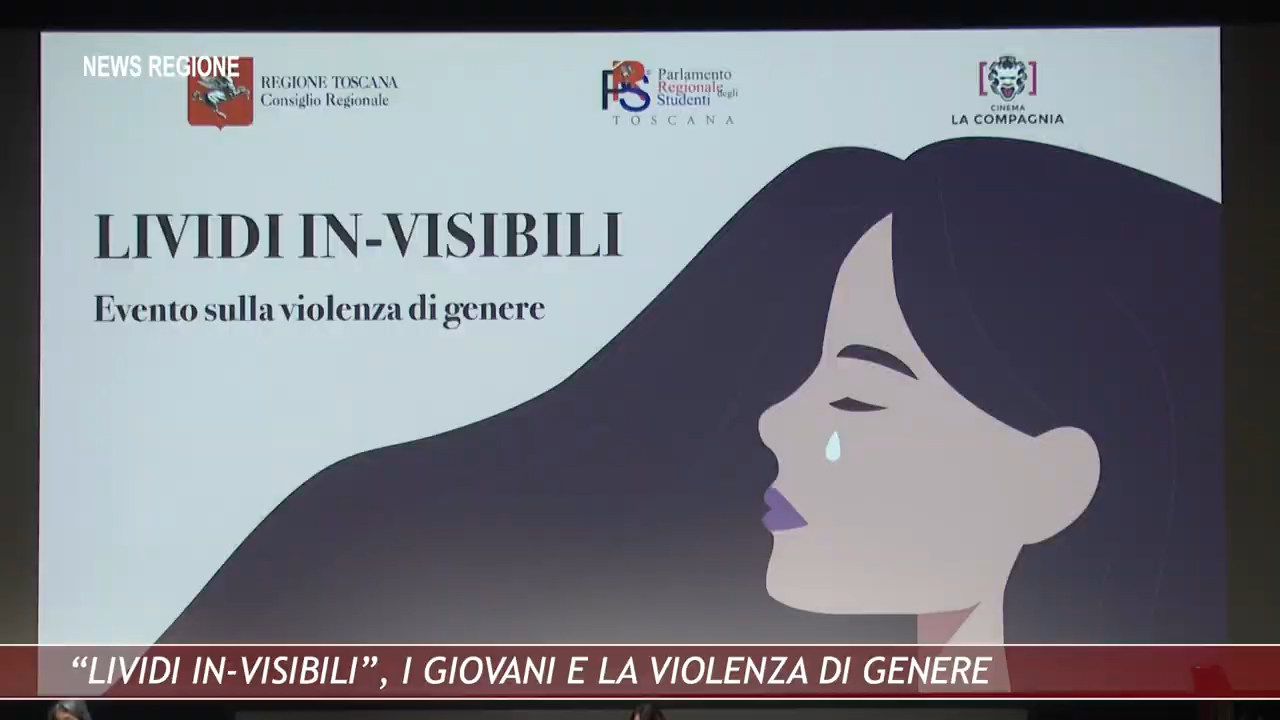 NEWS REGIONE
REGIONE TOSCANA
Consiglio Regionale
PRS Parlamento
Regionale degli
Studenti
TOSCANA
CINEMA
LA COMPAGNIA
LIVIDI IN-VISIBILI
Evento sulla violenza di genere
“LIVIDI IN-VISIBILI”, I GIOVANI E LA VIOLENZA DI GENERE